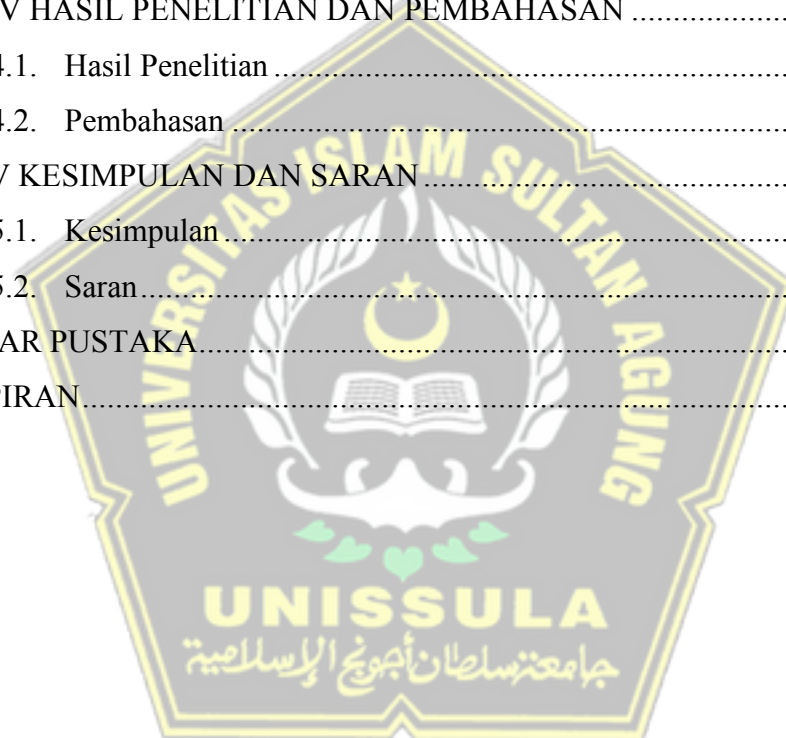 V HASIL PENELITIAN DAN PEMBAHASAN ..................
4.1. Hasil Penelitian ..................
4.2. Pembahasan ..................
V KESIMPULAN DAN SARAN ..................
5.1. Kesimpulan ..................
5.2. Saran ..................
AR PUSTAKA ..................
PIRAN ..................
UNIVERSITAS ISLAM SULTAN AGUNG
UNISSULA
جامعة سلطان أجونج الإسلامية